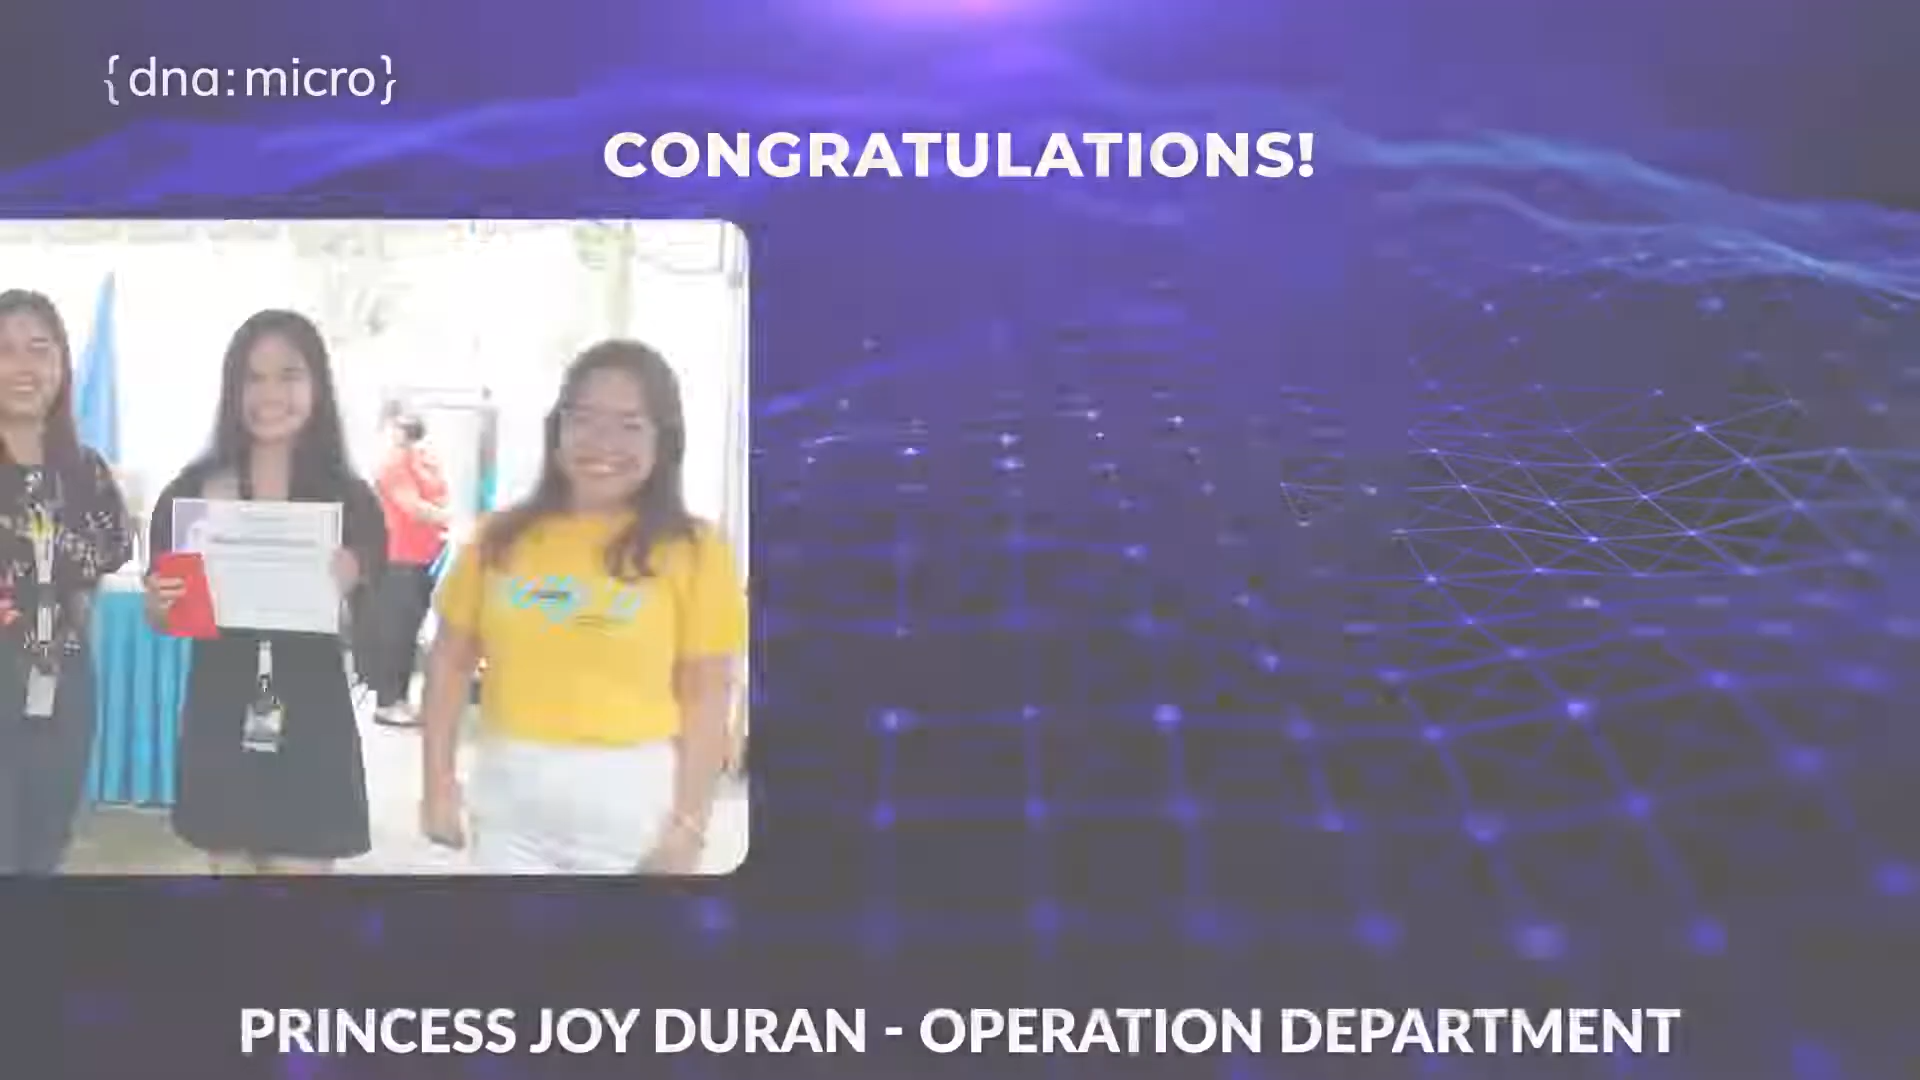 {dna:micro}
CONGRATULATIONS!
PRINCESS JOY DURAN - OPERATION DEPARTMENT